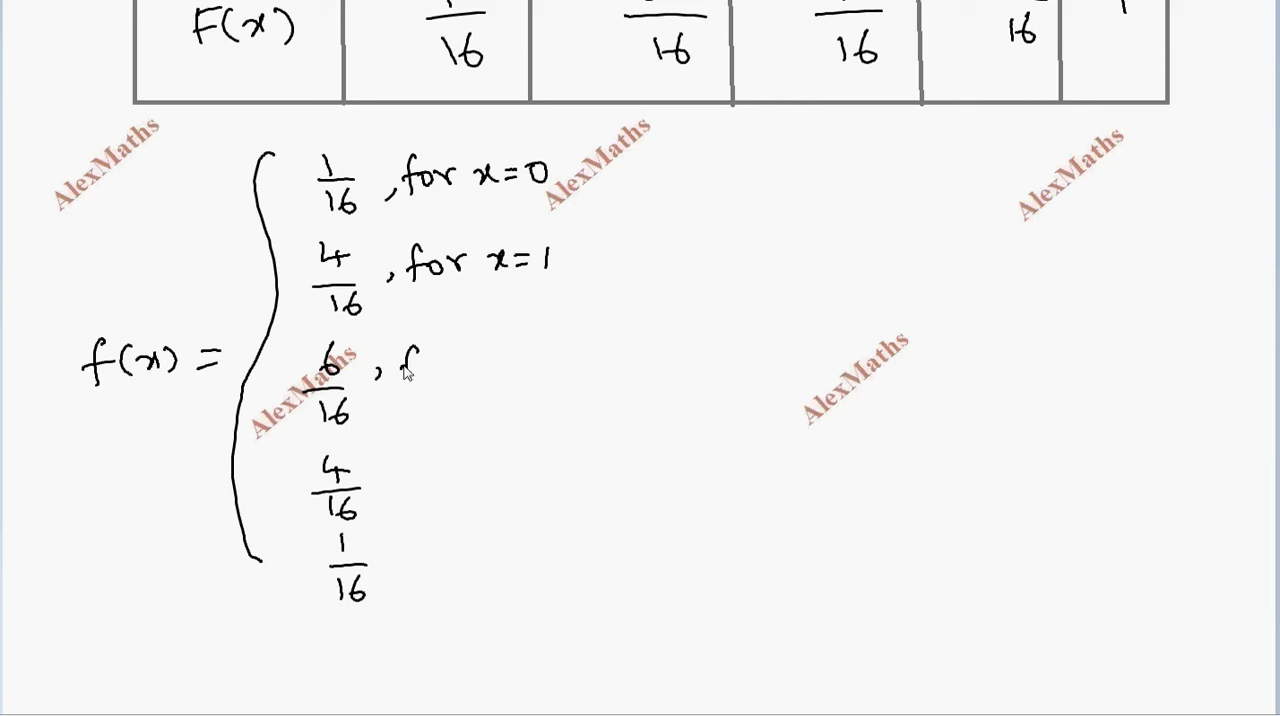 F(x) 16 16 16 16
AlexMaths AlexMaths AlexMaths
1/16 , for x=0
4/16 , for x=1
f(x) = 6/16 , f
AlexMaths AlexMaths
4/16
1/16